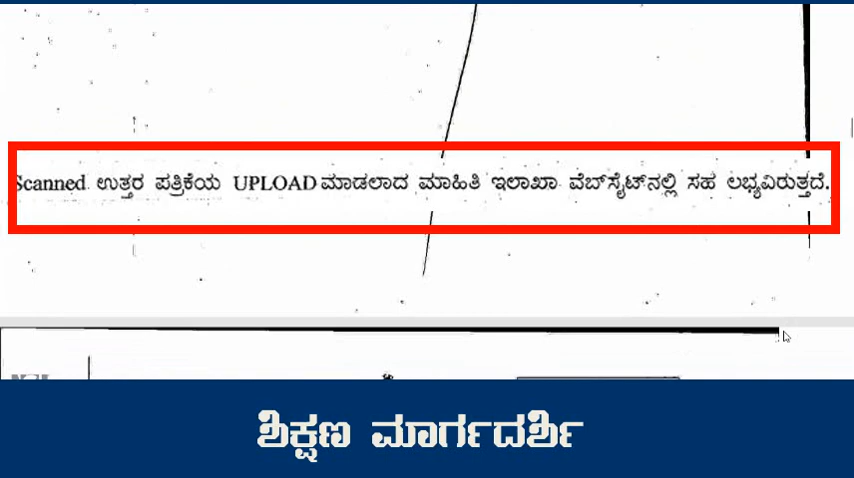 Scanned ಉತ್ತರ ಪತ್ರಿಕೆಯ UPLOAD ಮಾಡಲಾದ ಮಾಹಿತಿ ಇಲಾಖಾ ವೆಬ್‌ಸೈಟ್‌ನಲ್ಲಿ ಸಹ ಲಭ್ಯವಿರುತ್ತದೆ.
ಶಿಕ್ಷಣ ಮಾರ್ಗದರ್ಶಿ